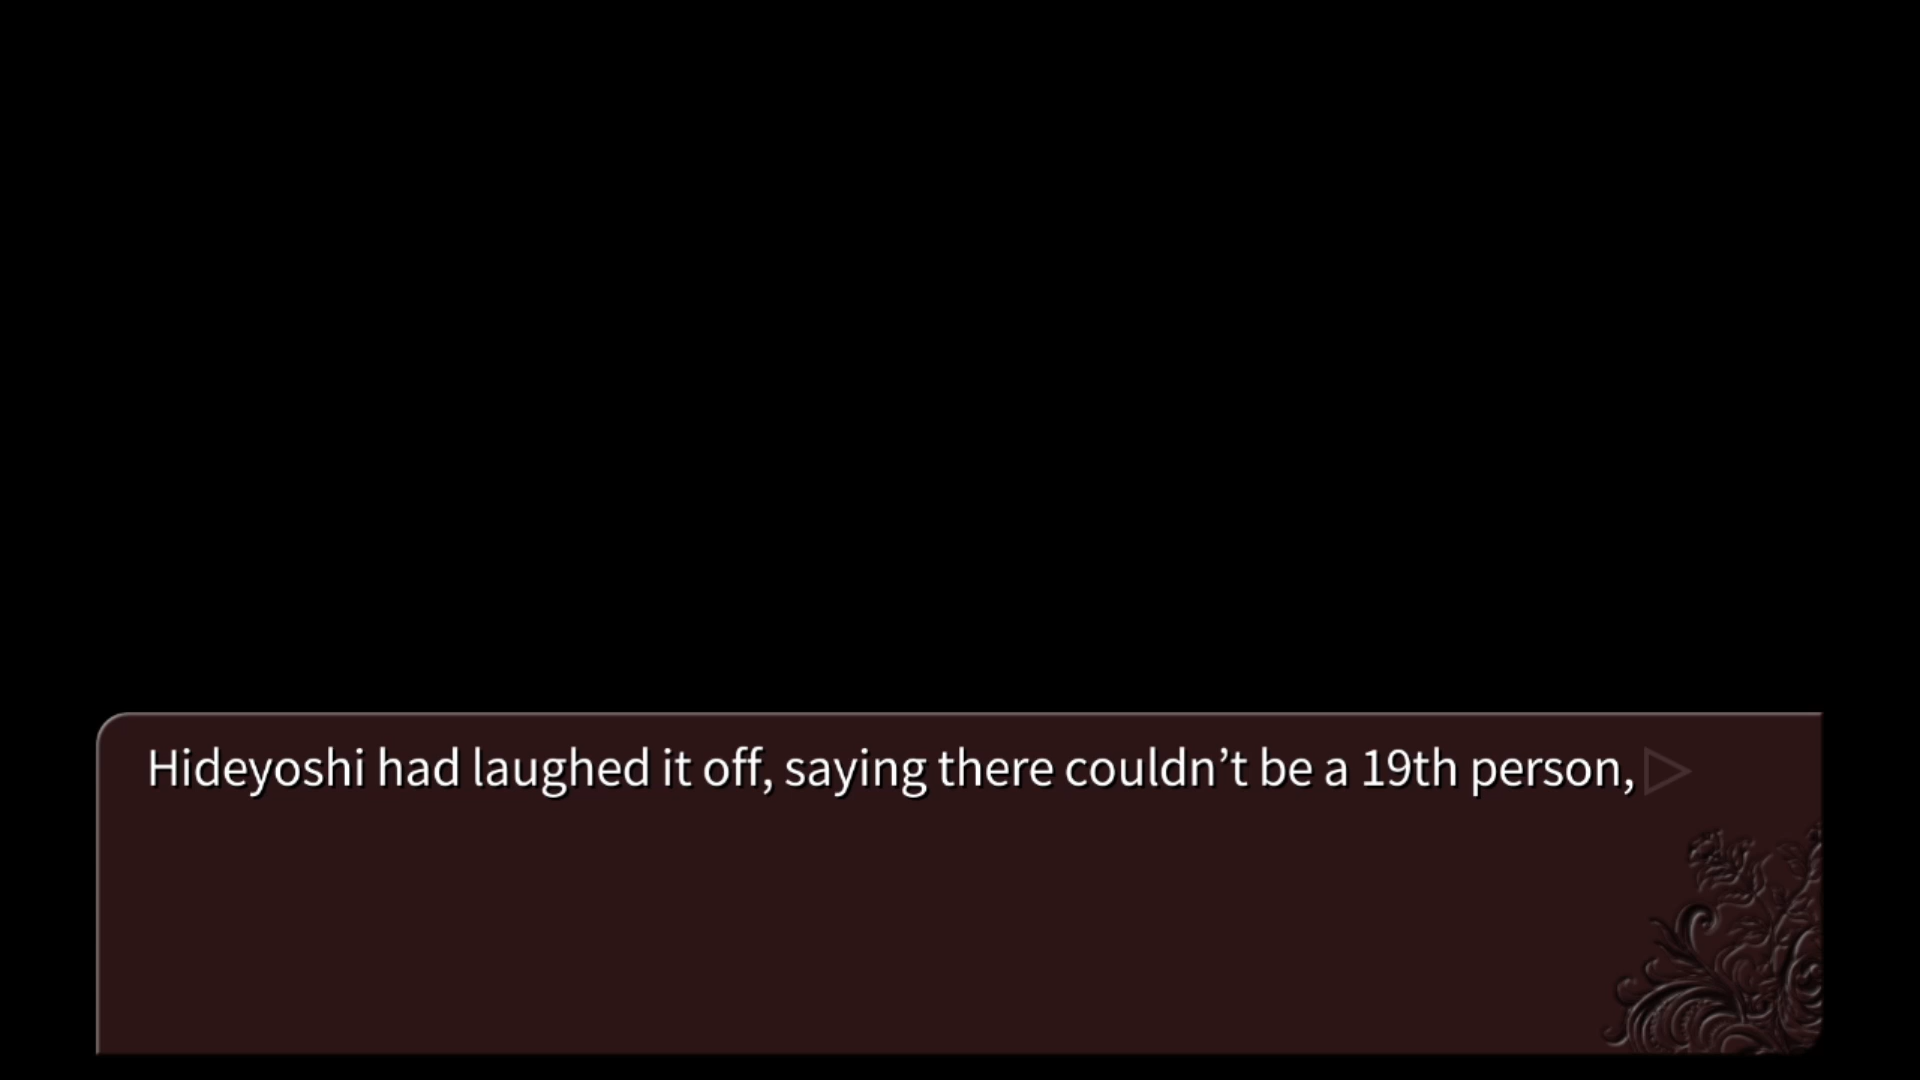 Hideyoshi had laughed it off, saying there couldn’t be a 19th person,